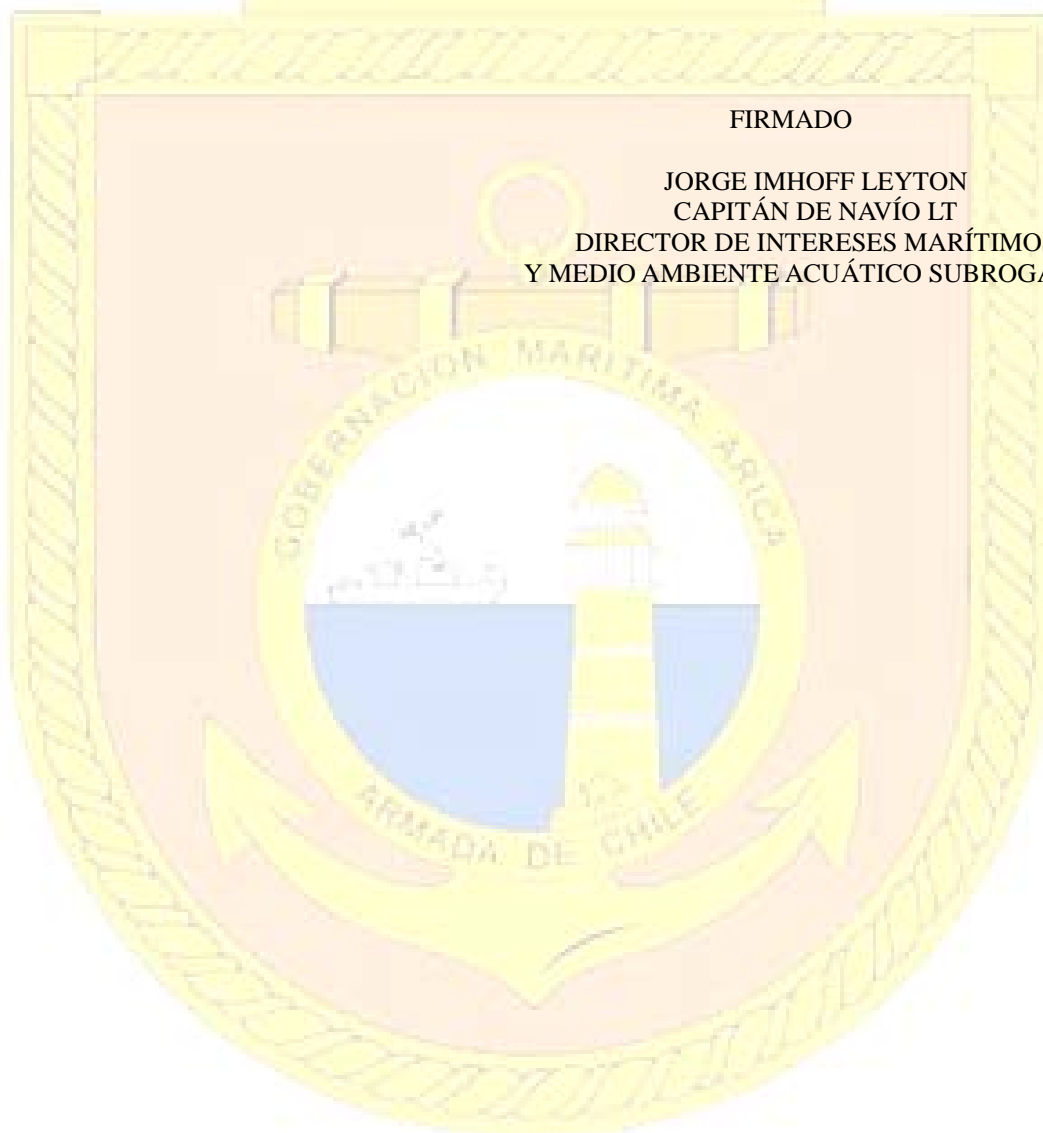 FIRMADO
JORGE IMHOFF LEYTON
CAPITÁN DE NAVÍO LT
DIRECTOR DE INTERESES MARÍTIMO
Y MEDIO AMBIENTE ACUÁTICO SUBROGA
GOBERNACION MARITIMA ARICA
ARMADA DE CHILE